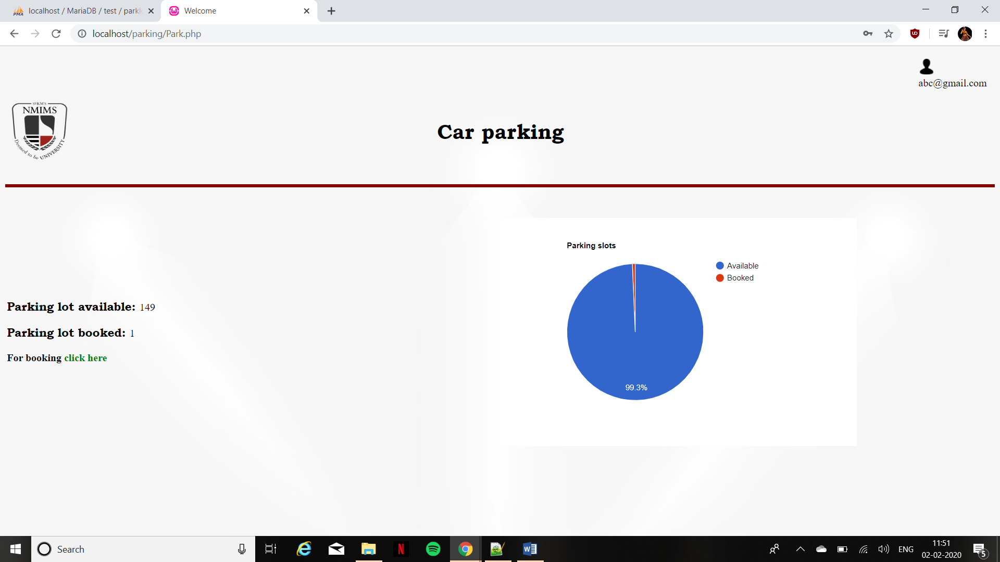 localhost / MariaDB / test / parkl
Welcome
localhost/parking/Park.php
abc@gmail.com
SVKM'S
NMIMS
Deemed to be UNIVERSITY
Car parking
Parking slots
Available
Booked
99.3%
Parking lot available: 149
Parking lot booked: 1
For booking click here
Search
ENG
11:51
02-02-2020
5